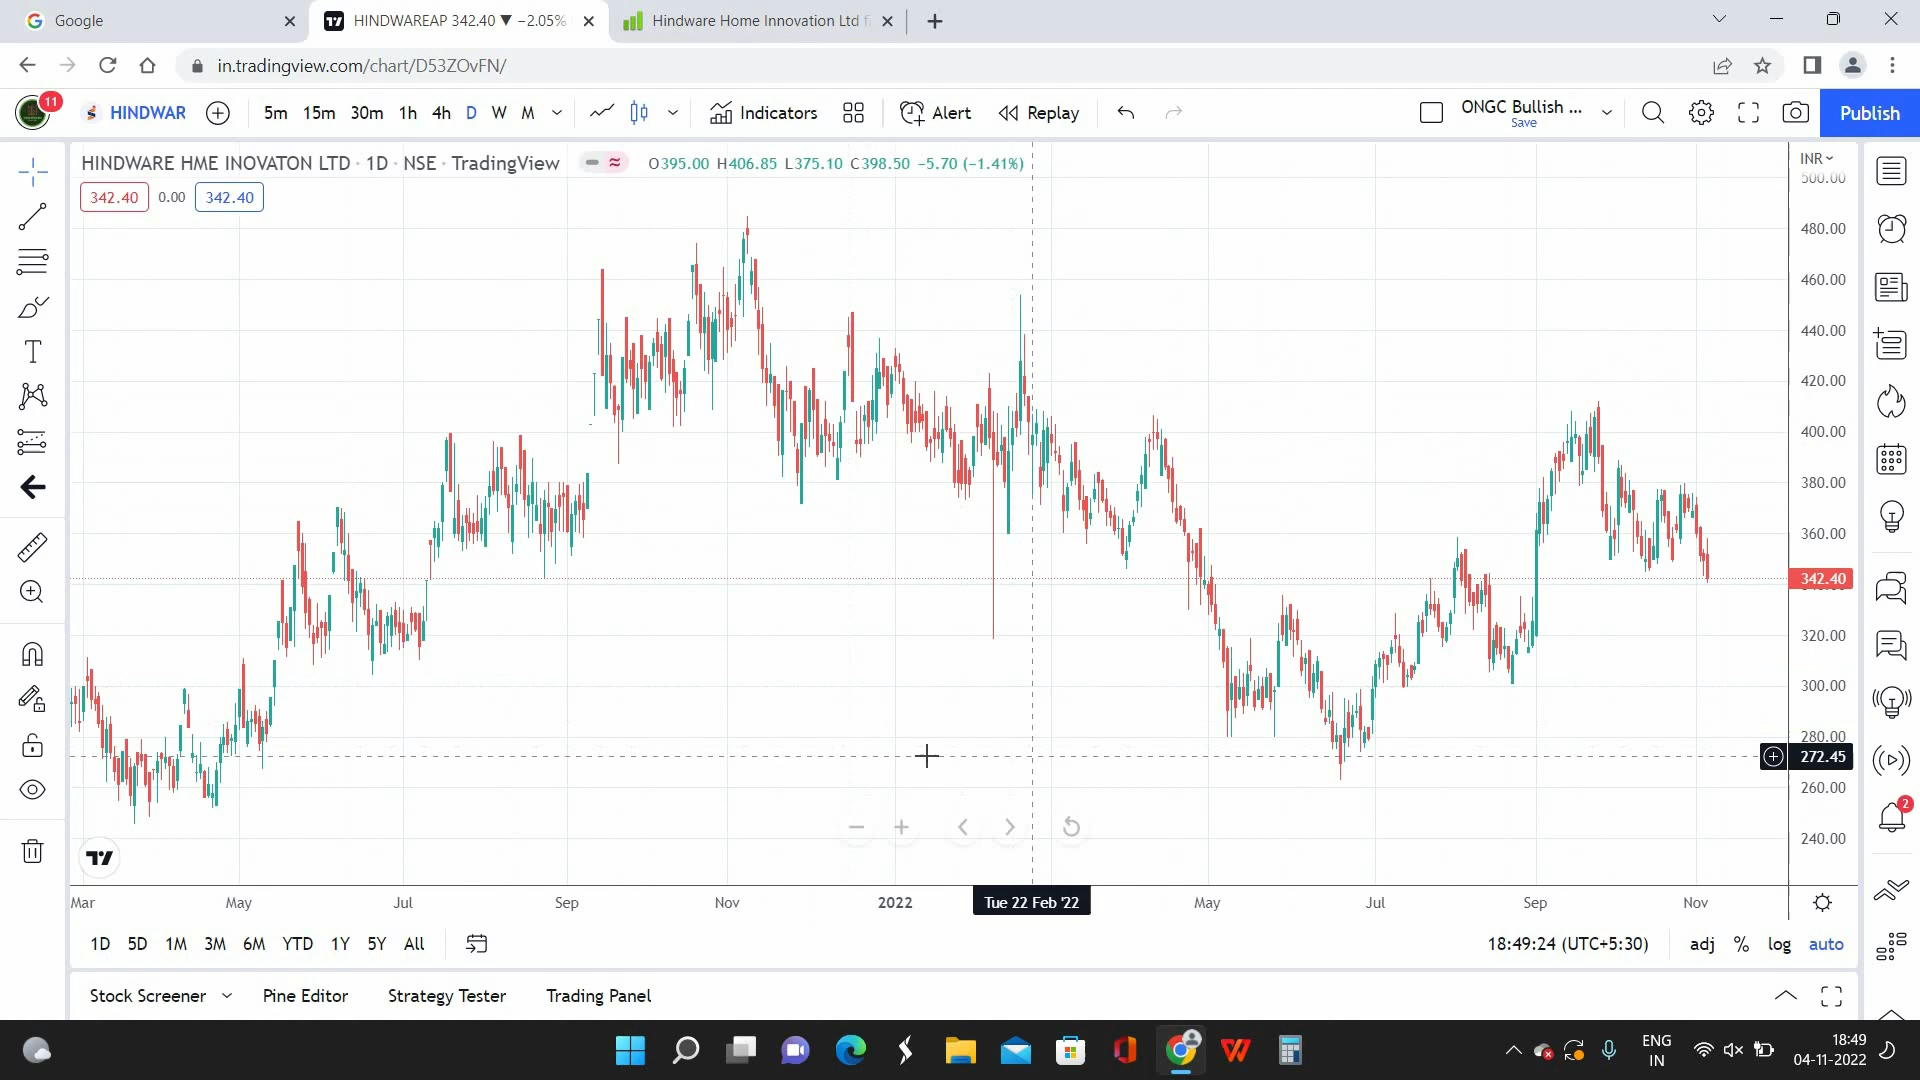 Google
HINDWAREAP 342.40 ▼ −2.05%
Hindware Home Innovation Ltd fi
in.tradingview.com/chart/D53ZOvFN/
11
HINDWAR
5m 15m 30m 1h 4h D W M
Indicators
Alert
Replay
ONGC Bullish ...
Save
Publish
HINDWARE HME INOVATON LTD · 1D · NSE · TradingView
O395.00 H406.85 L375.10 C398.50 −5.70 (−1.41%)
INR
342.40 0.00 342.40
500.00
480.00
460.00
440.00
420.00
400.00
380.00
360.00
342.40
320.00
300.00
280.00
272.45
260.00
240.00
2
Mar May Jul Sep Nov 2022 Tue 22 Feb '22 May Jul Sep Nov
1D 5D 1M 3M 6M YTD 1Y 5Y All
18:49:24 (UTC+5:30) adj % log auto
Stock Screener Pine Editor Strategy Tester Trading Panel
ENG
IN
18:49
04-11-2022